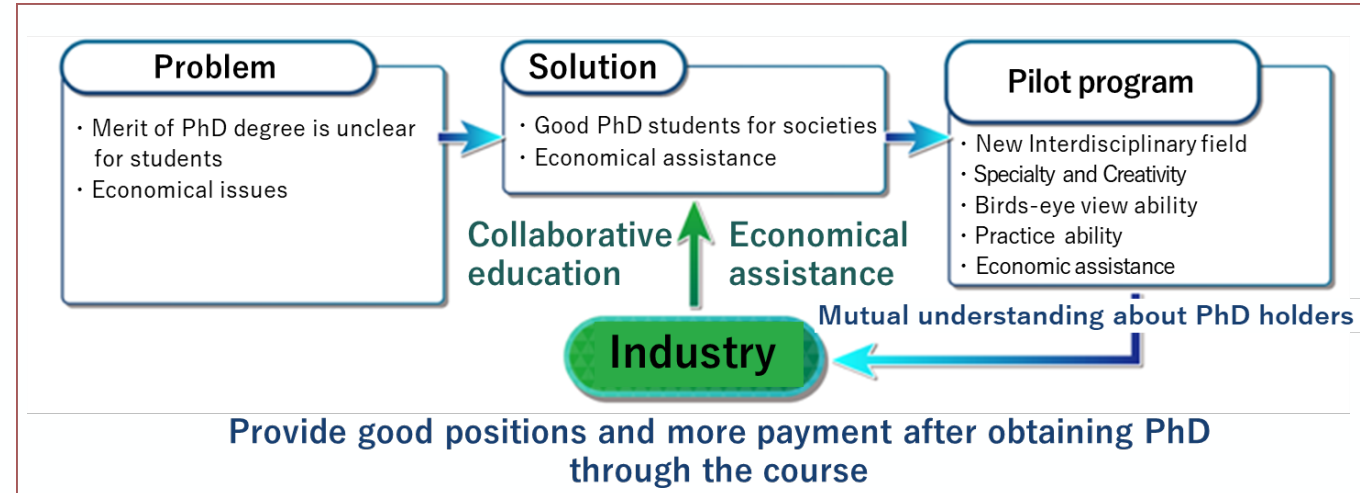 Problem
・Merit of PhD degree is unclear
for students
・Economical issues
Solution
・Good PhD students for societies
・Economical assistance
Pilot program
・New Interdisciplinary field
・Specialty and Creativity
・Birds-eye view ability
・Practice ability
・Economic assistance
Collaborative
education
Economical
assistance
Mutual understanding about PhD holders
Industry
Provide good positions and more payment after obtaining PhD
through the course